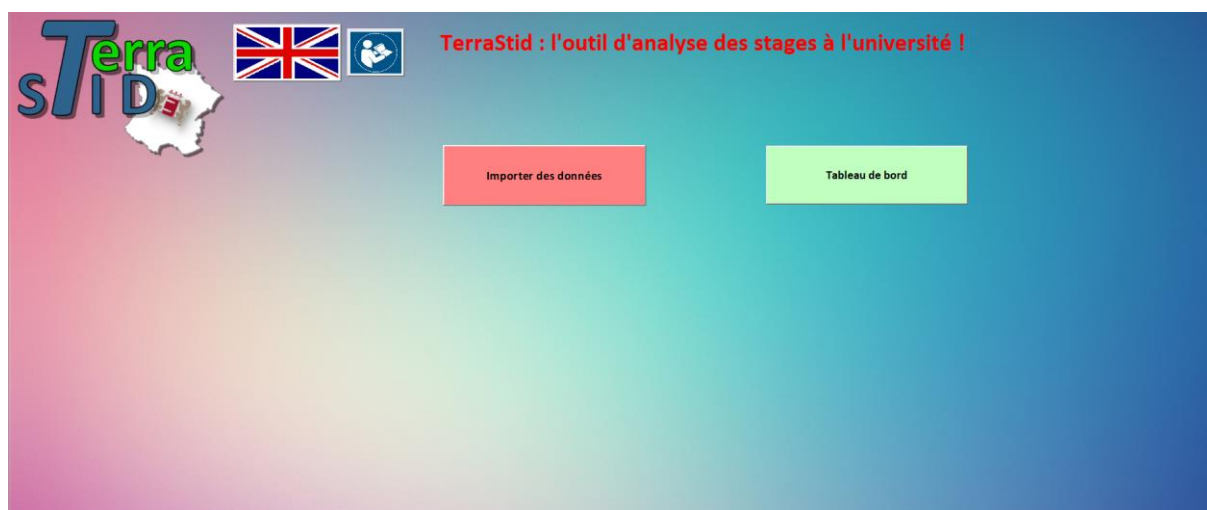 Terra
STID
TerraStid : l'outil d'analyse des stages à l'université !
Importer des données
Tableau de bord